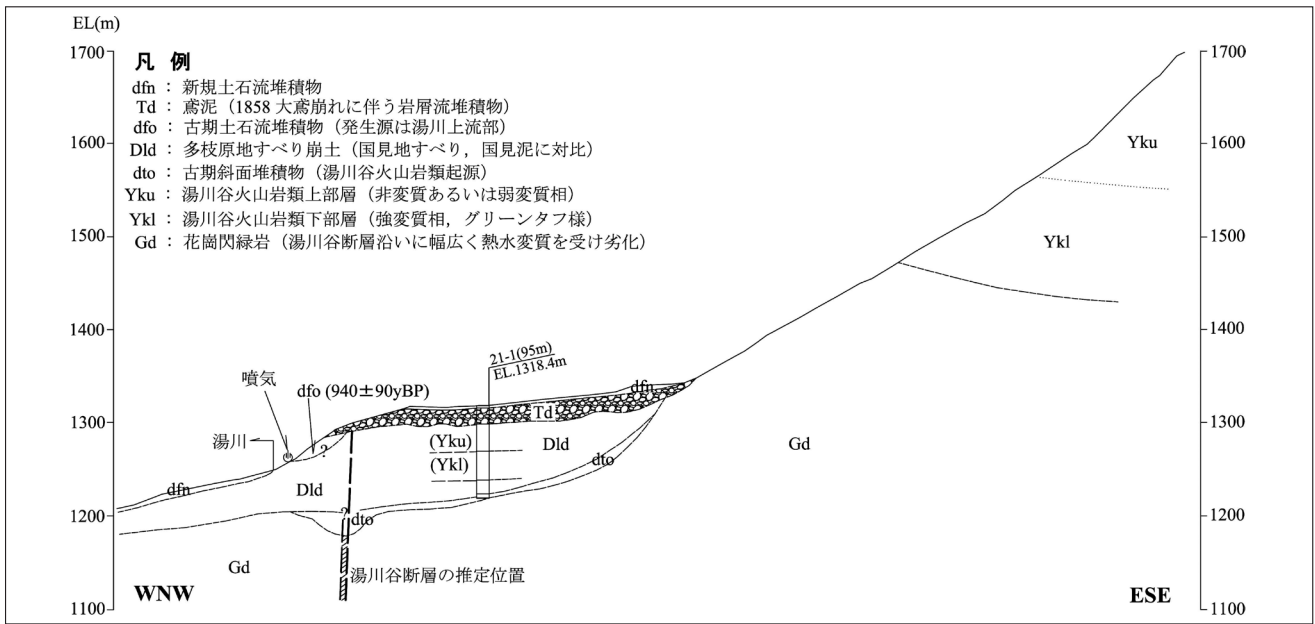 EL(m)
1700
1600
1500
1400
1300
1200
1100
凡 例
dfn : 新規土石流堆積物
Td : 鳶泥(1858 大鳶崩れに伴う岩屑流堆積物)
dfo : 古期土石流堆積物(発生源は湯川上流部)
Dld : 多枝原地すべり崩土(国見地すべり,国見泥に対比)
dto : 古期斜面堆積物(湯川谷火山岩類起源)
Yku : 湯川谷火山岩類上部層(非変質あるいは弱変質相)
Ykl : 湯川谷火山岩類下部層(強変質相,グリーンタフ様)
Gd : 花崗閃緑岩(湯川谷断層沿いに幅広く熱水変質を受け劣化)
1700
1600
1500
1400
1300
1200
1100
Yku
Ykl
21-1(95m)
EL.1318.4m
噴気
dfo (940±90yBP)
dfn
Td
湯川
?
(Yku)
(Ykl)
Dld
dto
Gd
dfn
Dld
?
dto
Gd
湯川谷断層の推定位置
WNW
ESE